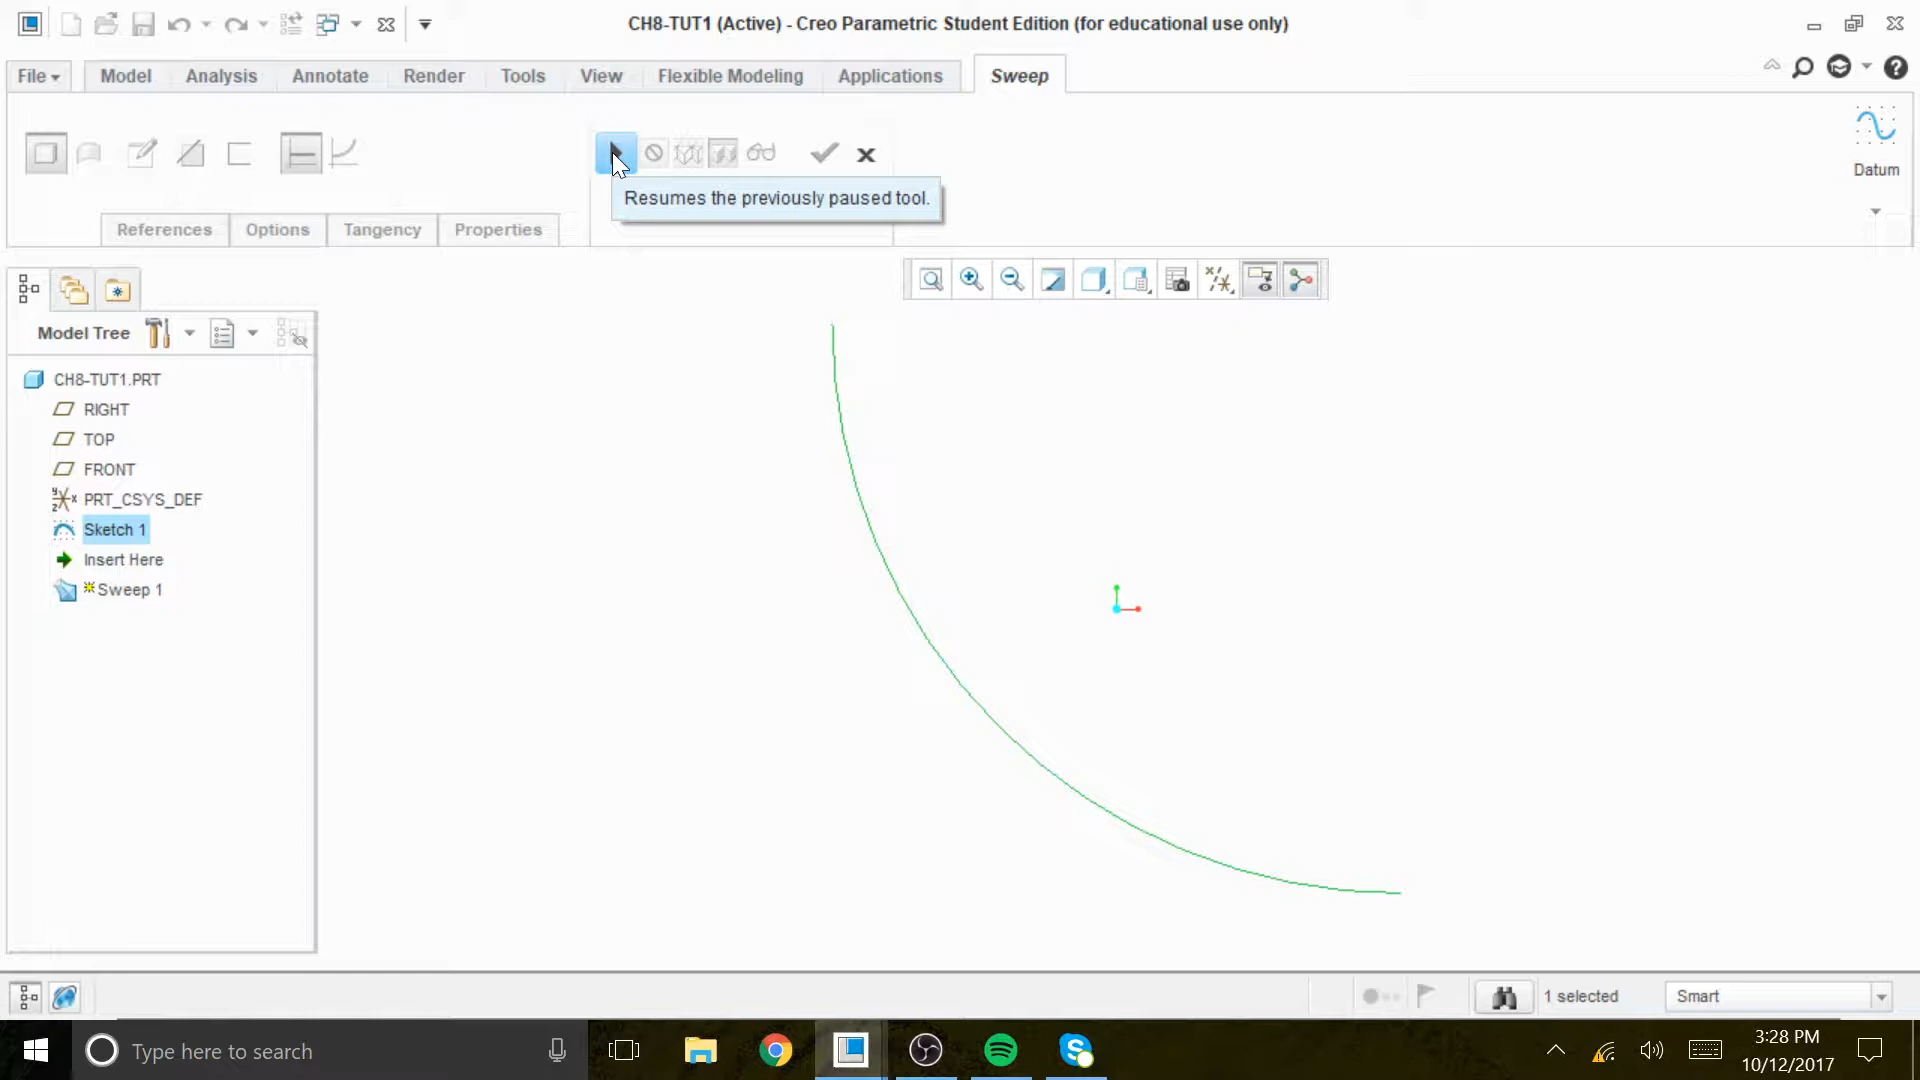 CH8-TUT1 (Active) - Creo Parametric Student Edition (for educational use only)
File Model Analysis Annotate Render Tools View Flexible Modeling Applications Sweep
Datum
Resumes the previously paused tool.
References Options Tangency Properties
Model Tree
CH8-TUT1.PRT
RIGHT
TOP
FRONT
PRT_CSYS_DEF
Sketch 1
Insert Here
Sweep 1
1 selected Smart
Type here to search
3:28 PM
10/12/2017